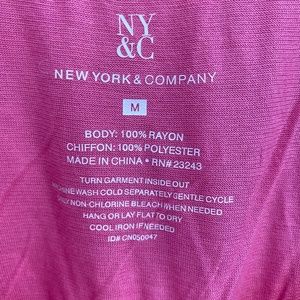 NY
&C
NEW YORK & COMPANY
M
BODY: 100% RAYON
CHIFFON: 100% POLYESTER
MADE IN CHINA • RN# 23243
TURN GARMENT INSIDE OUT
MACHINE WASH COLD SEPARATELY GENTLE CYCLE
ONLY NON-CHLORINE BLEACH WHEN NEEDED
HANG OR LAY FLAT TO DRY
COOL IRON IF NEEDED
ID# CN050047